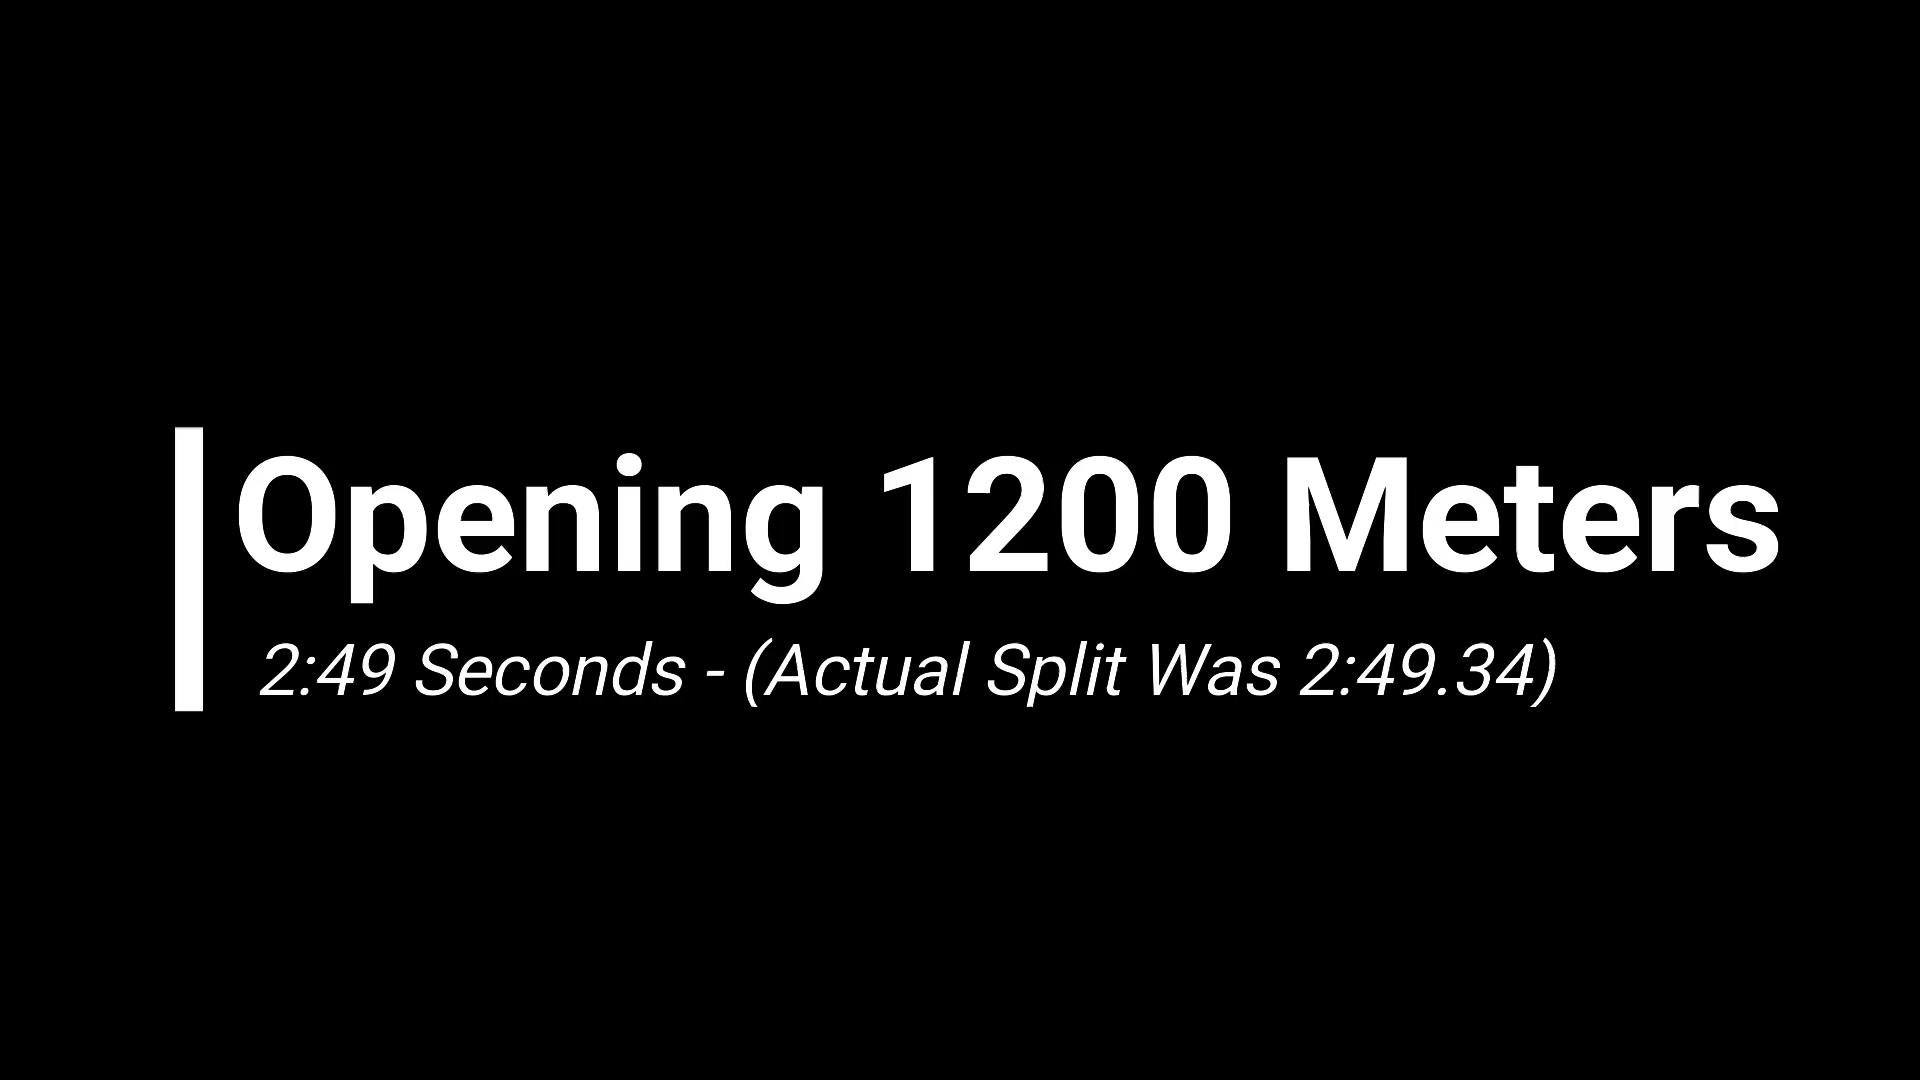 Opening 1200 Meters
2:49 Seconds - (Actual Split Was 2:49.34)